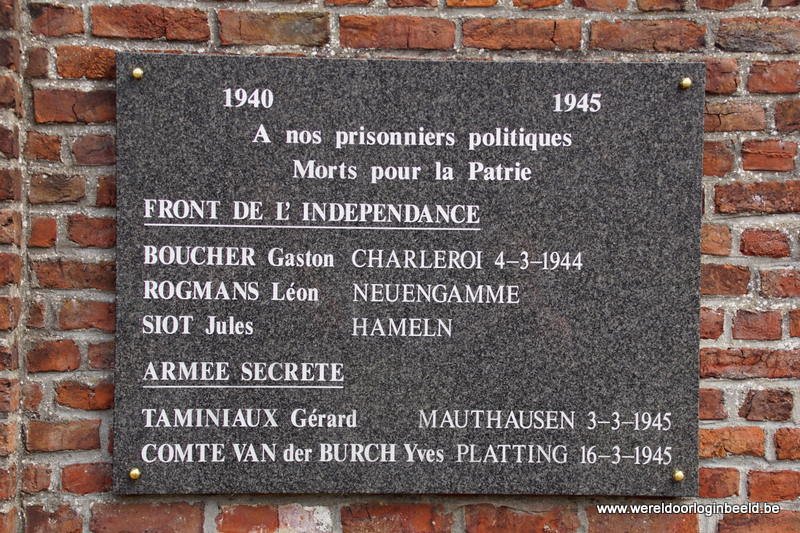 1940 1945
A nos prisonniers politiques
Morts pour la Patrie
FRONT DE L' INDEPENDANCE
BOUCHER Gaston CHARLEROI 4-3-1944
ROGMANS Léon NEUENGAMME
SIOT Jules HAMELN
ARMEE SECRETE
TAMINIAUX Gérard MAUTHAUSEN 3-3-1945
COMTE VAN der BURCH Yves PLATTING 16-3-1945
www.wereldoorloginbeeld.be